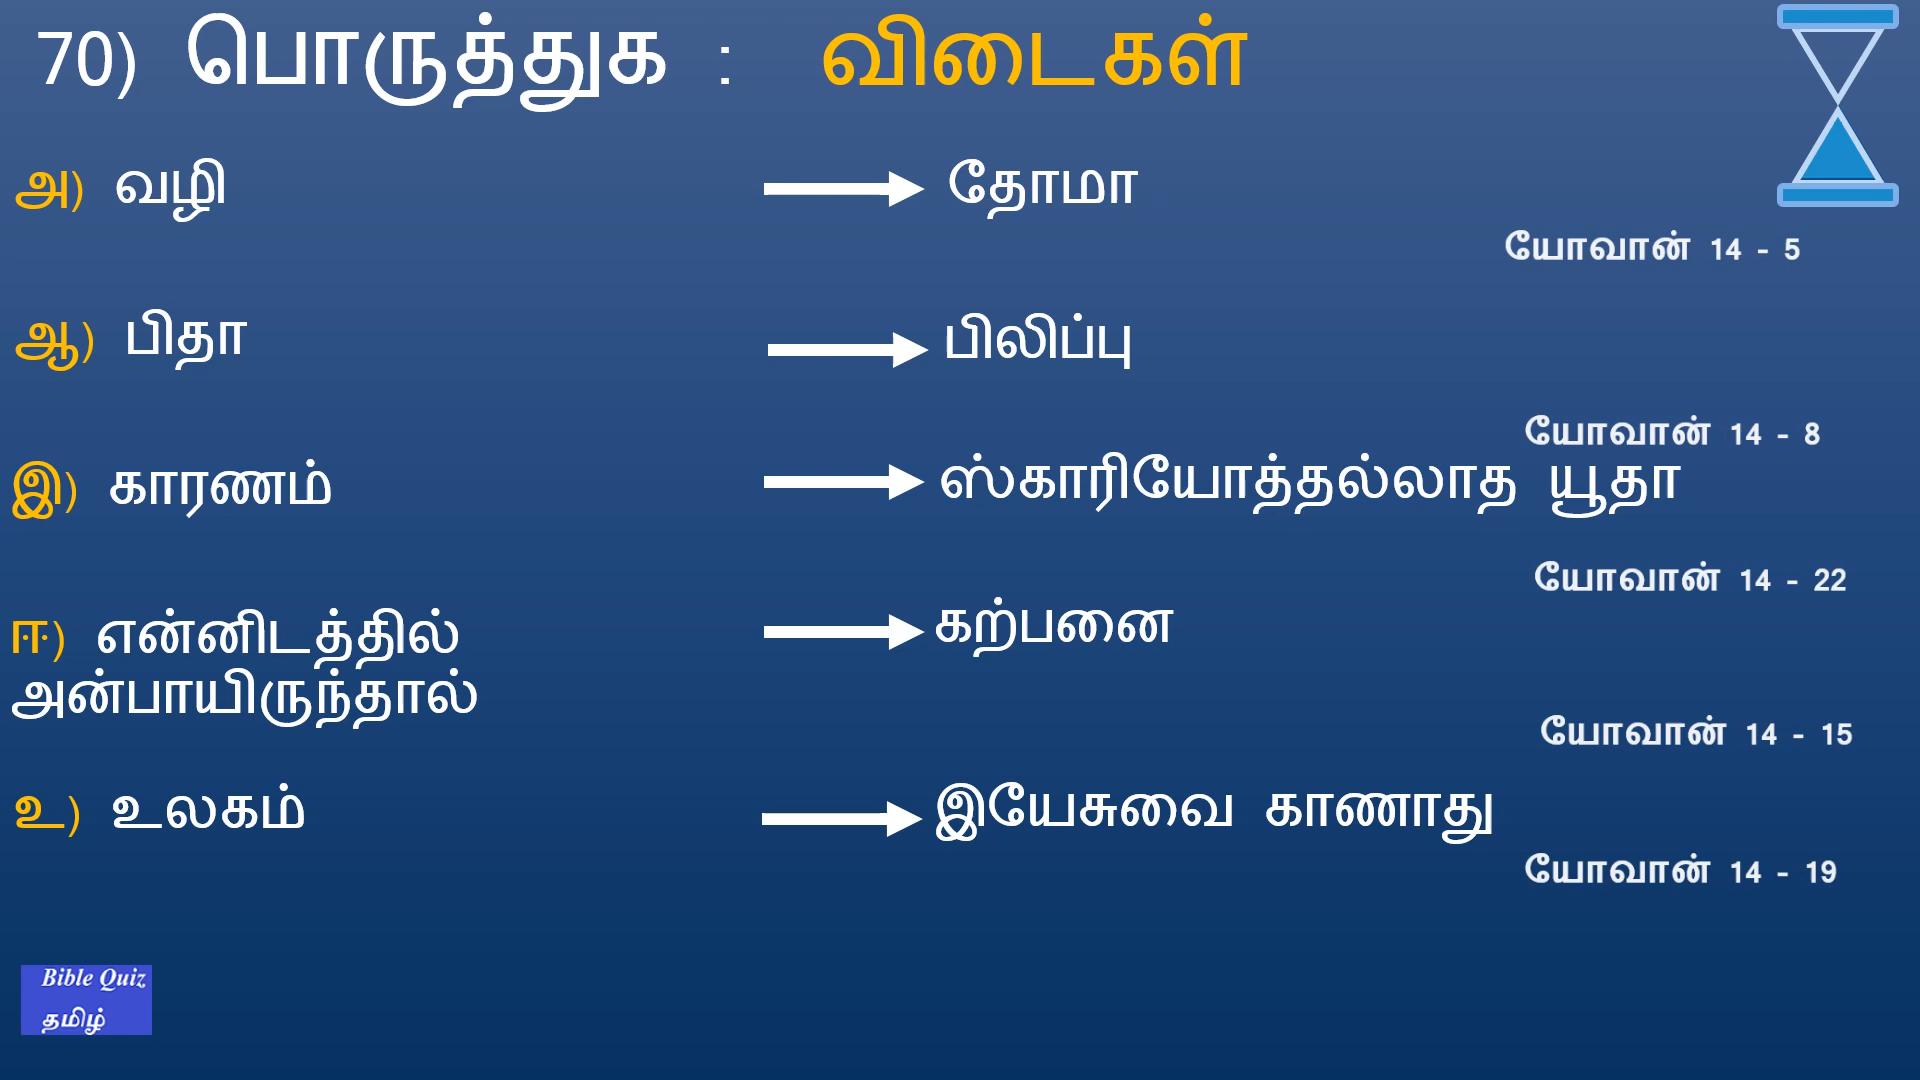 70) பொருத்துக : விடைகள்
அ) வழி தோமா
யோவான் 14 - 5
ஆ) பிதா பிலிப்பு
யோவான் 14 - 8
இ) காரணம் ஸ்காரியோத்தல்லாத யூதா
யோவான் 14 - 22
ஈ) என்னிடத்தில் கற்பனை
அன்பாயிருந்தால்
யோவான் 14 - 15
உ) உலகம் இயேசுவை காணாது
யோவான் 14 - 19
Bible Quiz
தமிழ்